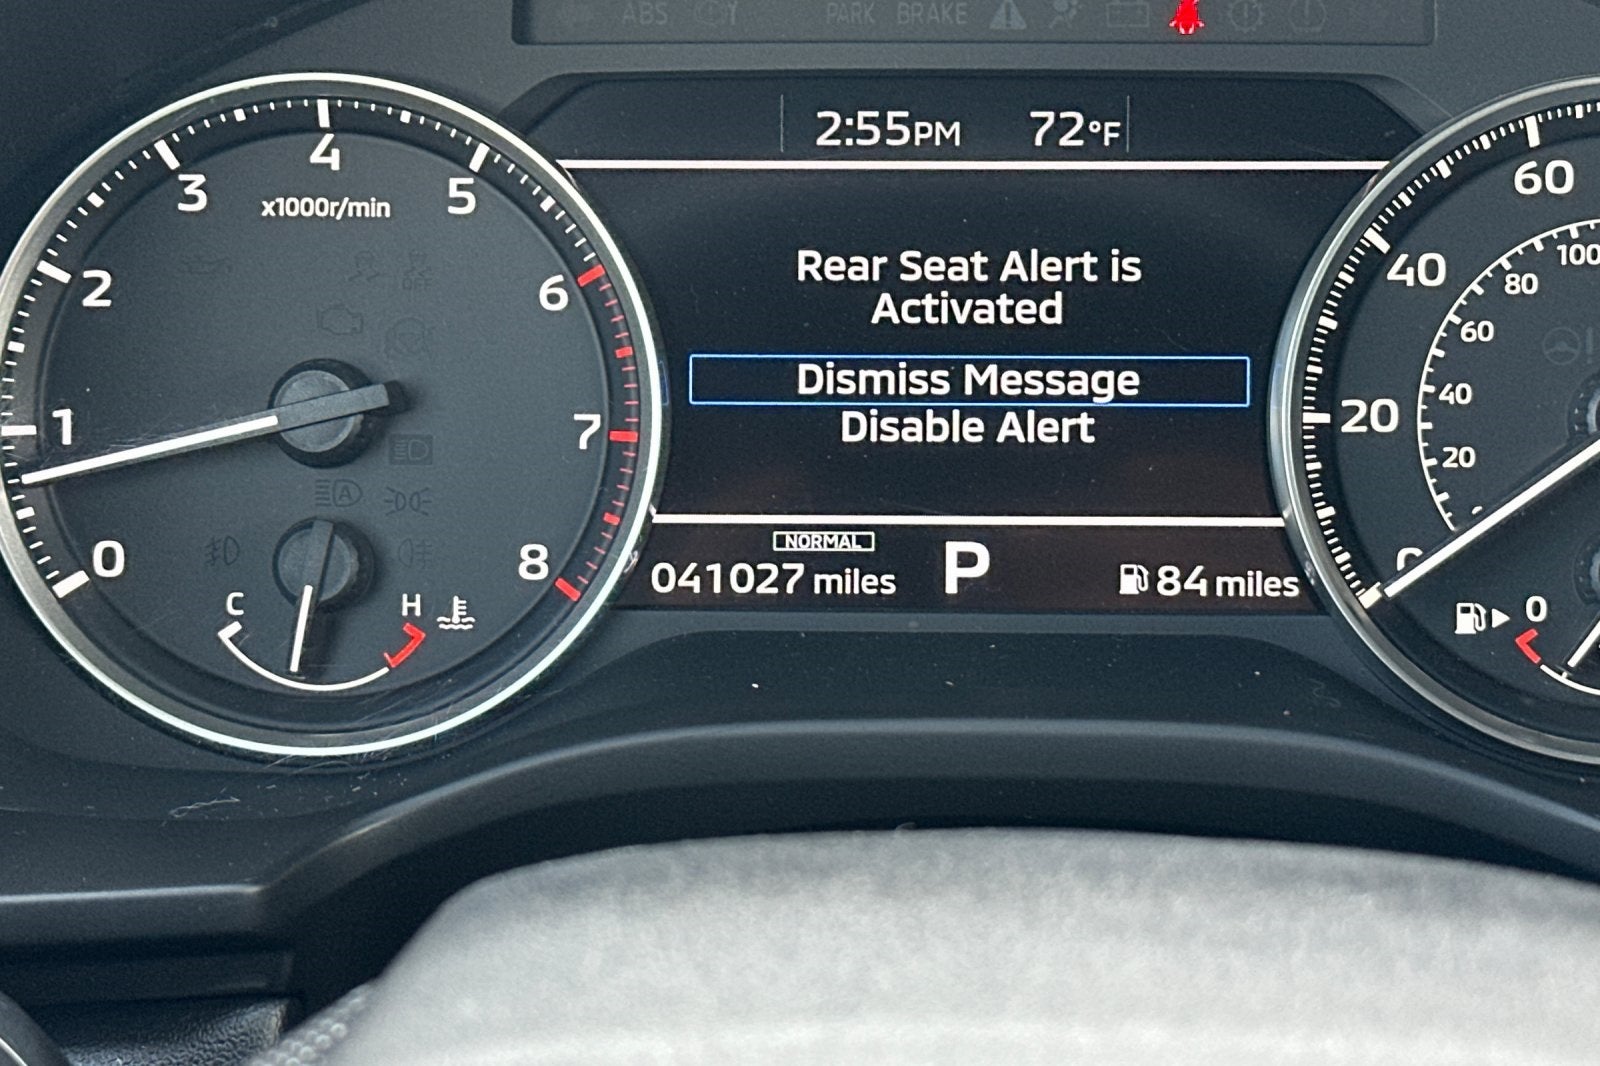 ABS
PARK BRAKE
2:55PM 72°F
Rear Seat Alert is
Activated
Dismiss Message
Disable Alert
NORMAL
041027 miles P 84 miles
0
1
2
3
4
5
6
7
8
x1000r/min
OFF
A
C H
0
20
40
60
20
40
60
80
100
0